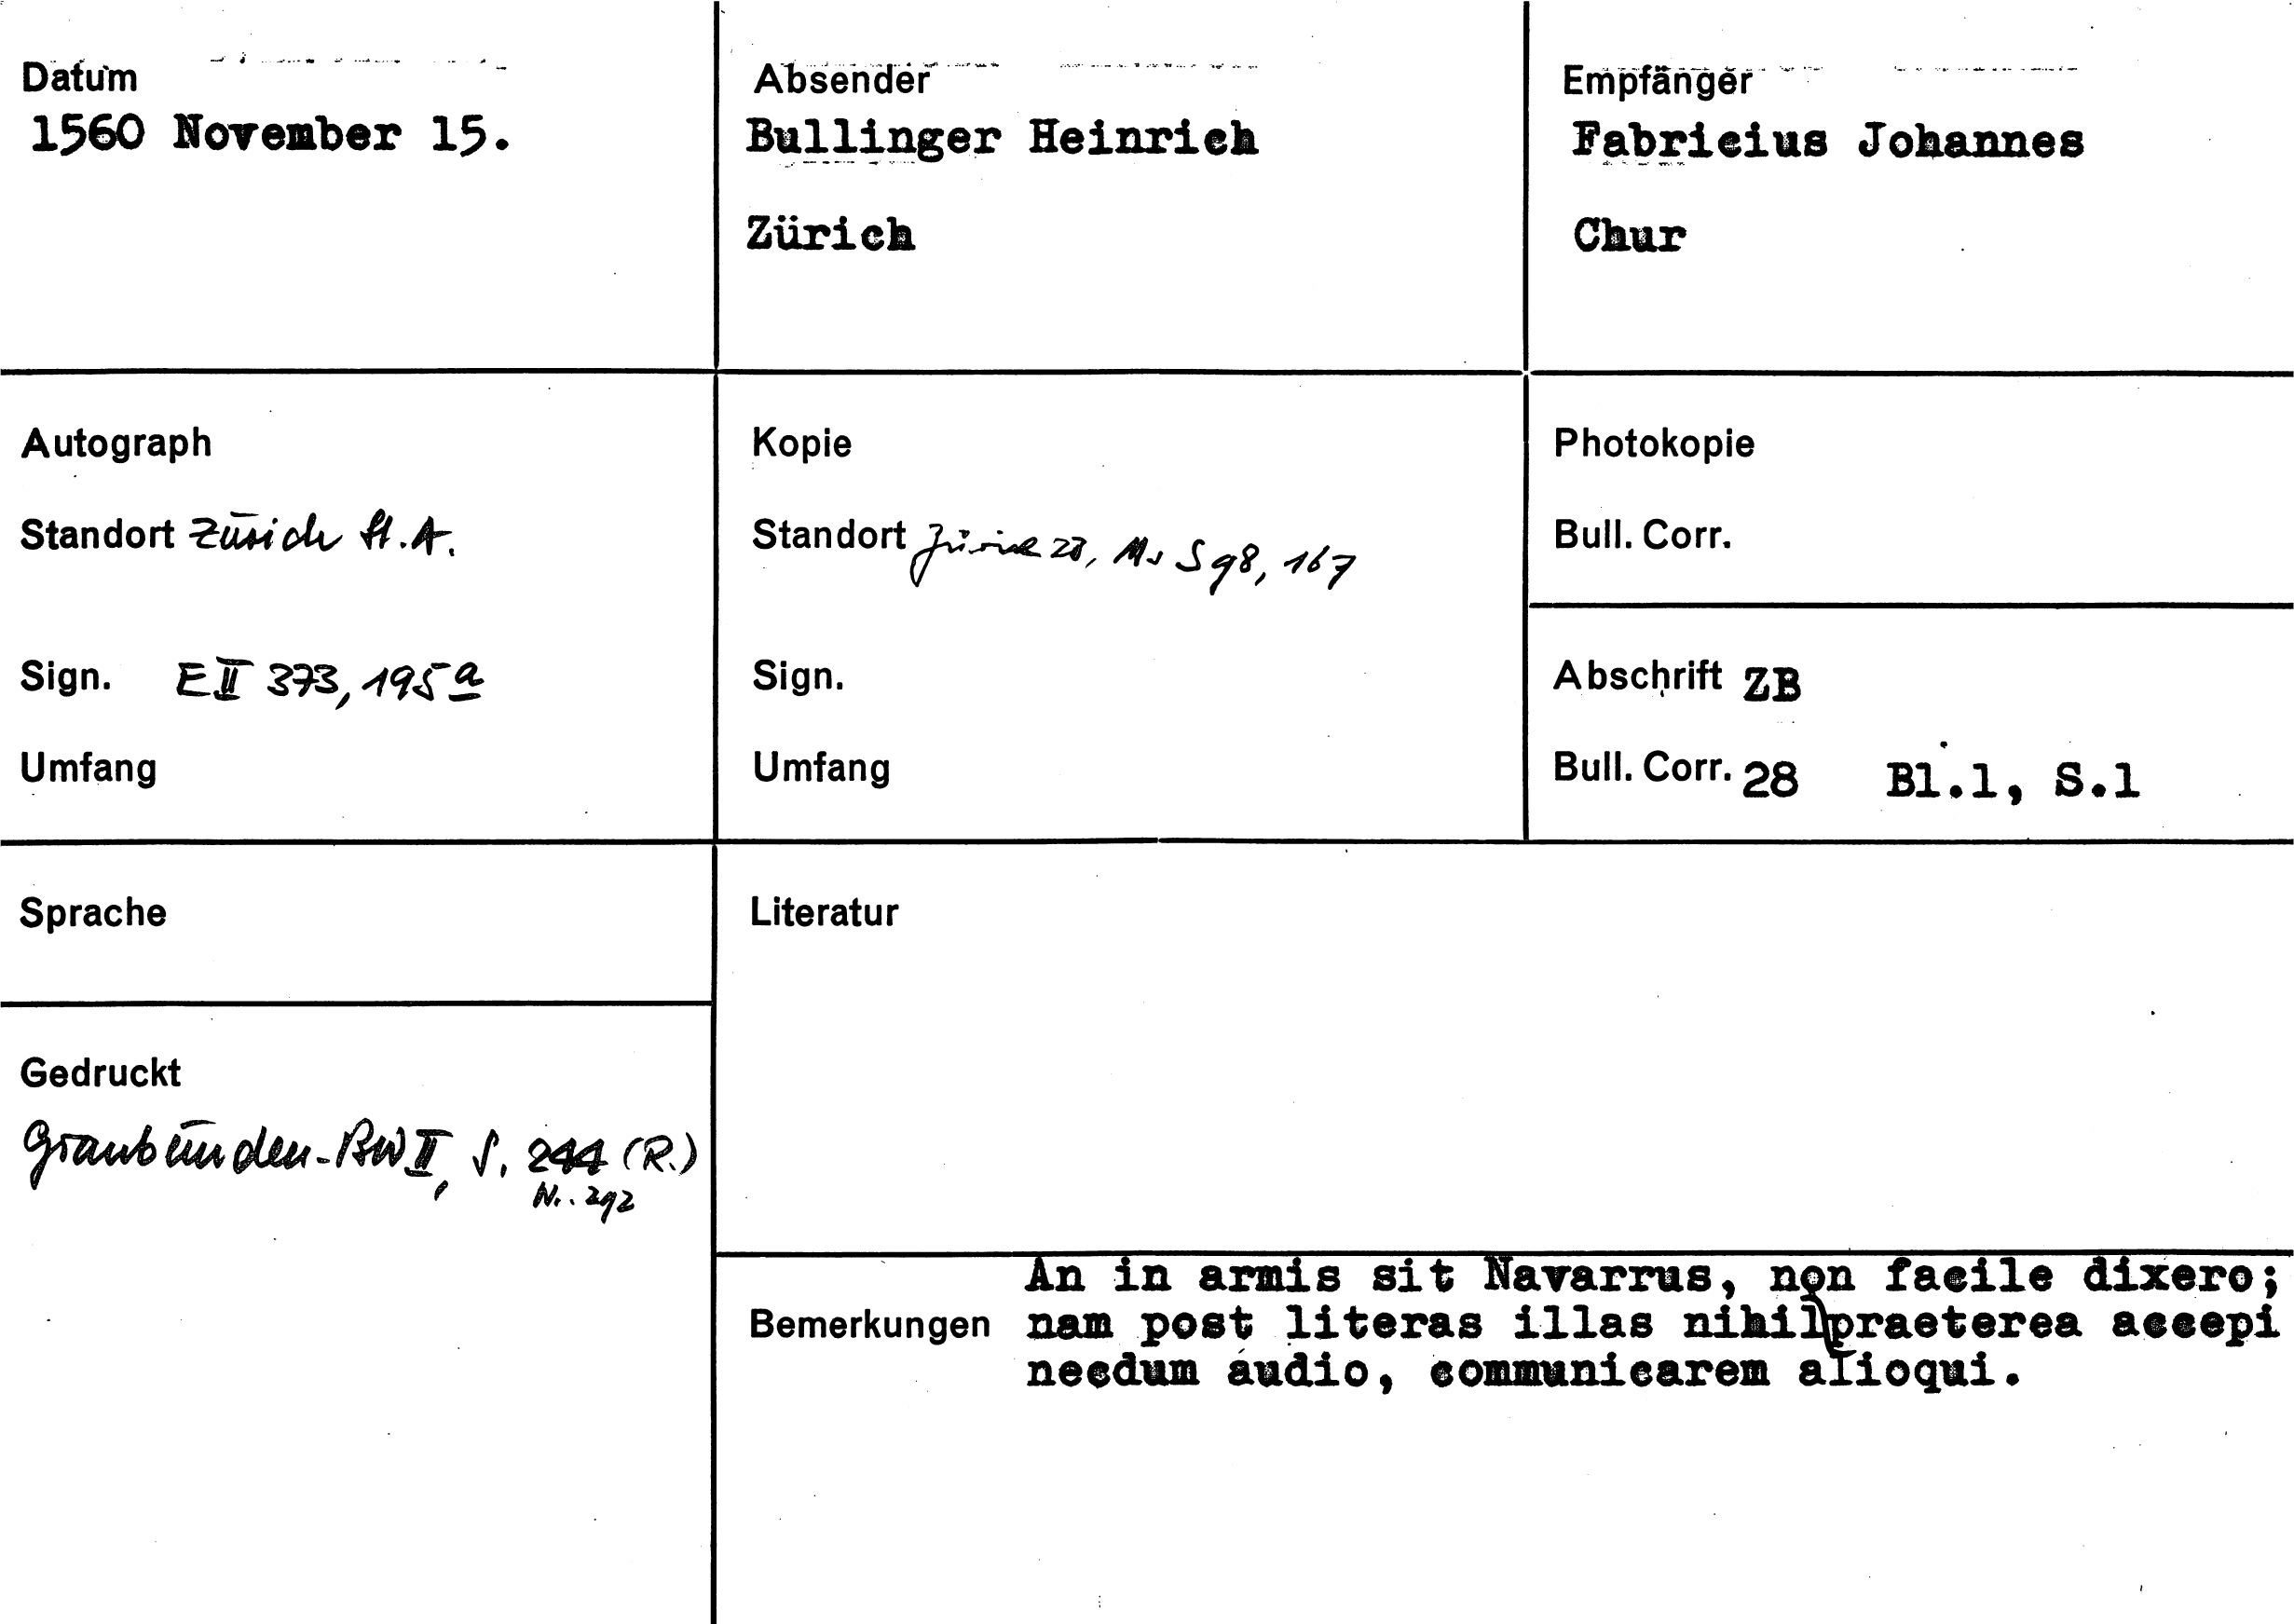 Datum
1560 November 15.
Absender
Bullinger Heinrich
Zürich
Empfänger
Fabricius Johannes
Chur
Autograph
Standort Zürich St.A.
Sign. E II 373, 195a
Umfang
Kopie
Standort Zürich ZB, Ms S 98, 167
Sign.
Umfang
Photokopie
Bull. Corr.
Abschrift ZB
Bull. Corr. 28 Bl.1, S.1
Sprache
Literatur
Gedruckt
Graubünden-BW II, S. 244 (R.)
Nr. 292
Bemerkungen
An in armis sit Navarrus, non facile dixero;
nam post literas illas nihil praeterea accepi
necdum audio, communicarem alioqui.